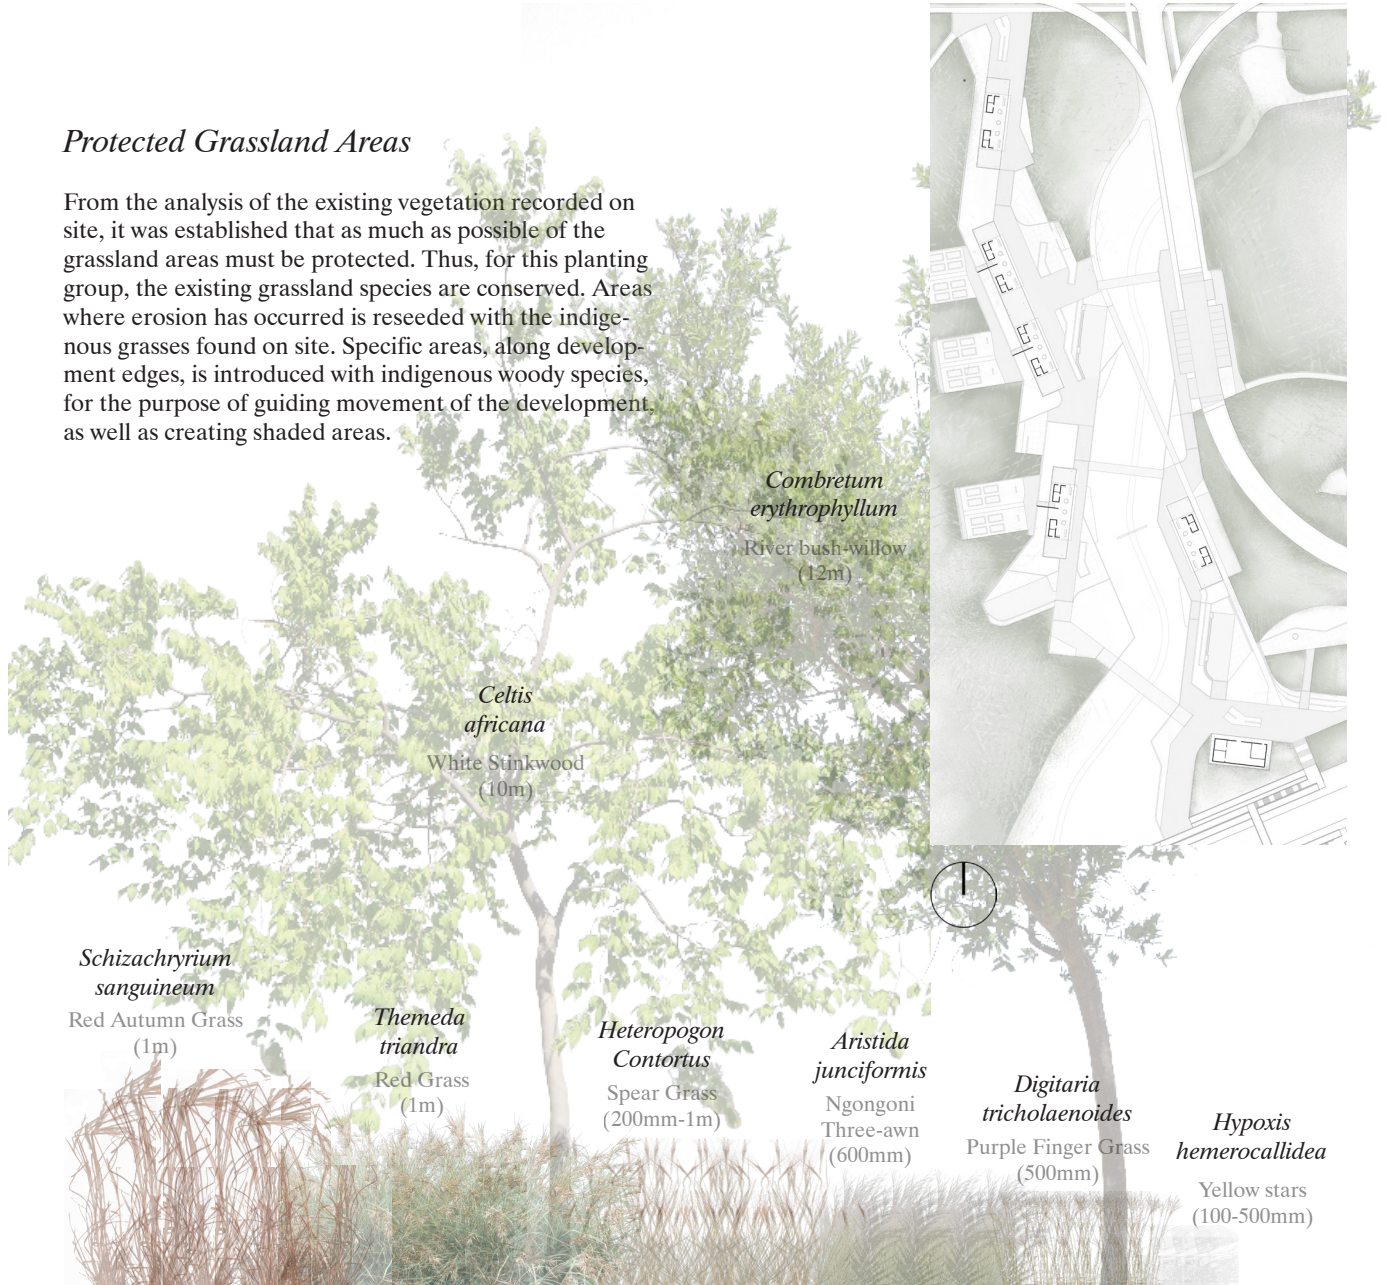 Protected Grassland Areas
From the analysis of the existing vegetation recorded on
site, it was established that as much as possible of the
grassland areas must be protected. Thus, for this planting
group, the existing grassland species are conserved. Areas
where erosion has occurred is reseeded with the indige-
nous grasses found on site. Specific areas, along develop-
ment edges, is introduced with indigenous woody species,
for the purpose of guiding movement of the development,
as well as creating shaded areas.
Combretum
erythrophyllum
River bush-willow
(12m)
Celtis
africana
White Stinkwood
(10m)
Schizachryrium
sanguineum
Red Autumn Grass
(1m)
Themeda
triandra
Red Grass
(1m)
Heteropogon
Contortus
Spear Grass
(200mm-1m)
Aristida
junciformis
Ngongoni
Three-awn
(600mm)
Digitaria
tricholaenoides
Purple Finger Grass
(500mm)
Hypoxis
hemerocallidea
Yellow stars
(100-500mm)